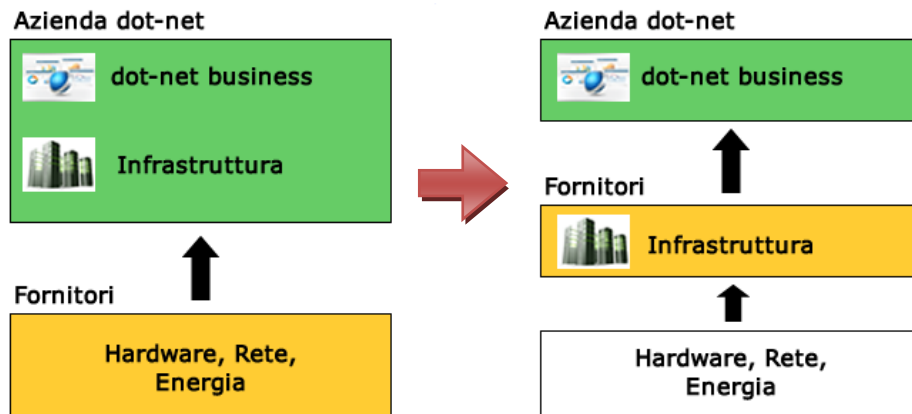 Azienda dot-net
dot-net business
Infrastruttura
Fornitori
Hardware, Rete,
Energia
Azienda dot-net
dot-net business
Fornitori
Infrastruttura
Hardware, Rete,
Energia